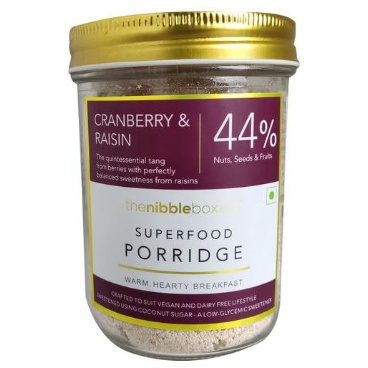 CRANBERRY &
RAISIN
The quintessential tang
from berries with perfectly
balanced sweetness from raisins
44%
Nuts, Seeds & Fruits
thenibblebox
SUPERFOOD
PORRIDGE
WARM, HEARTY BREAKFAST
CRAFTED TO SUIT VEGAN AND DAIRY FREE LIFESTYLE
SWEETENED USING COCONUT SUGAR - A LOW-GLYCEMIC SWEETENER